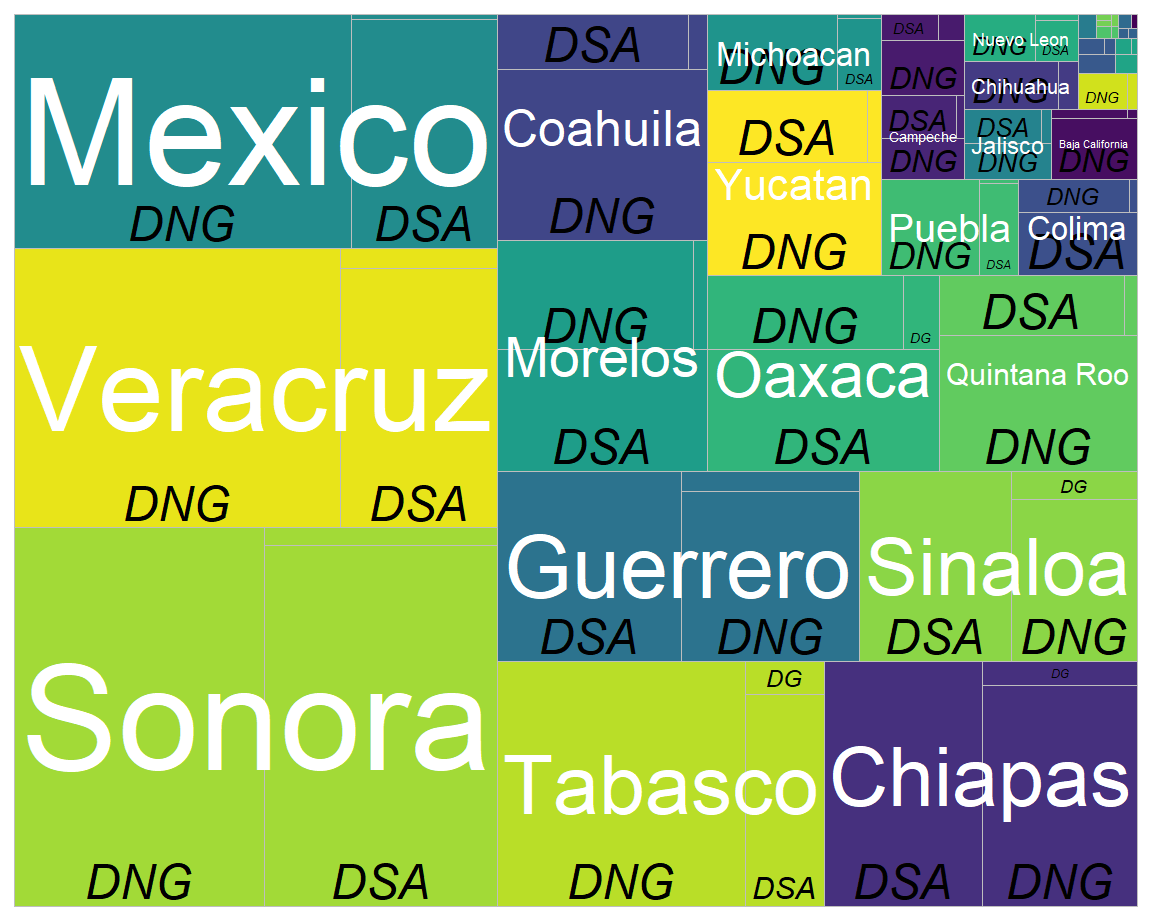 Mexico
DNG
DSA
Veracruz
DNG
DSA
Sonora
DNG
DSA
DSA
Coahuila
DNG
DNG
Morelos
DSA
Michoacan
DNG
DSA
DSA
Yucatan
DNG
DNG
DG
Oaxaca
DSA
DSA
Quintana Roo
DNG
DSA
DNG
DSA
Campeche
DNG
Nuevo Leon
DNG
DSA
Chihuahua
DNG
DNG
DSA
Jalisco
DNG
Baja California
DNG
Puebla
DNG
DSA
DNG
Colima
DSA
Guerrero
DSA
DNG
DG
Sinaloa
DSA
DNG
DG
Tabasco
DNG
DSA
DG
Chiapas
DSA
DNG